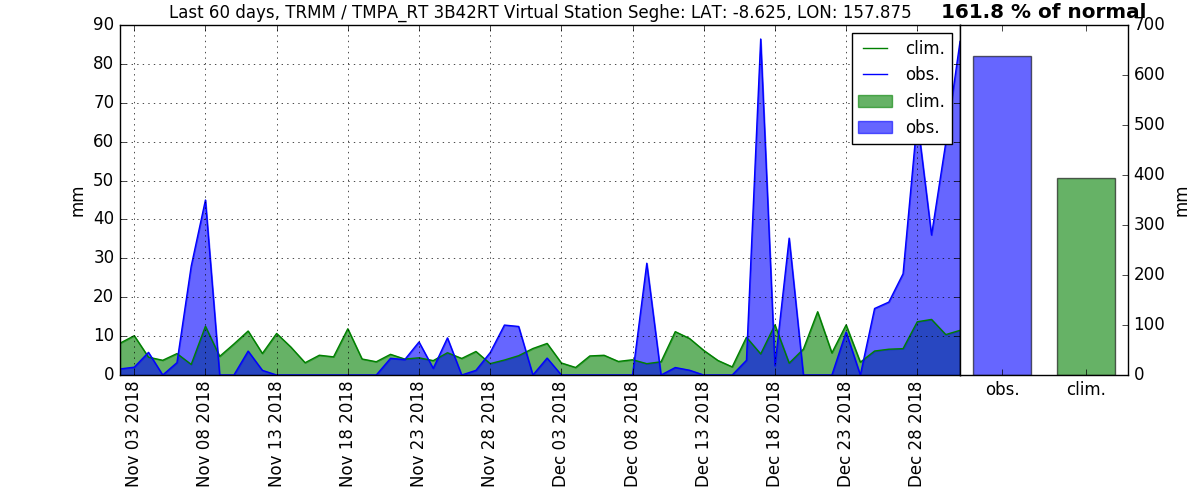 Last 60 days, TRMM / TMPA_RT 3B42RT Virtual Station Seghe: LAT: -8.625, LON: 157.875
161.8 % of normal
90
80
70
60
50
40
30
20
10
0
mm
clim.
obs.
clim.
obs.
700
600
500
400
300
200
100
0
mm
Nov 03 2018
Nov 08 2018
Nov 13 2018
Nov 18 2018
Nov 23 2018
Nov 28 2018
Dec 03 2018
Dec 08 2018
Dec 13 2018
Dec 18 2018
Dec 23 2018
Dec 28 2018
obs.
clim.